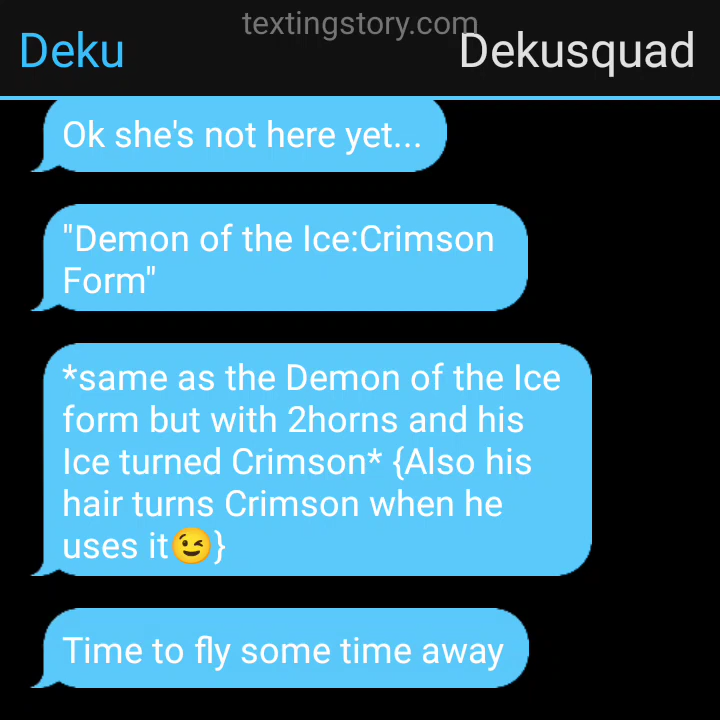 textingstory.com
Deku
Dekusquad
Ok she's not here yet...
"Demon of the Ice:Crimson
Form"
*same as the Demon of the Ice
form but with 2horns and his
Ice turned Crimson* {Also his
hair turns Crimson when he
uses it😉}
Time to fly some time away